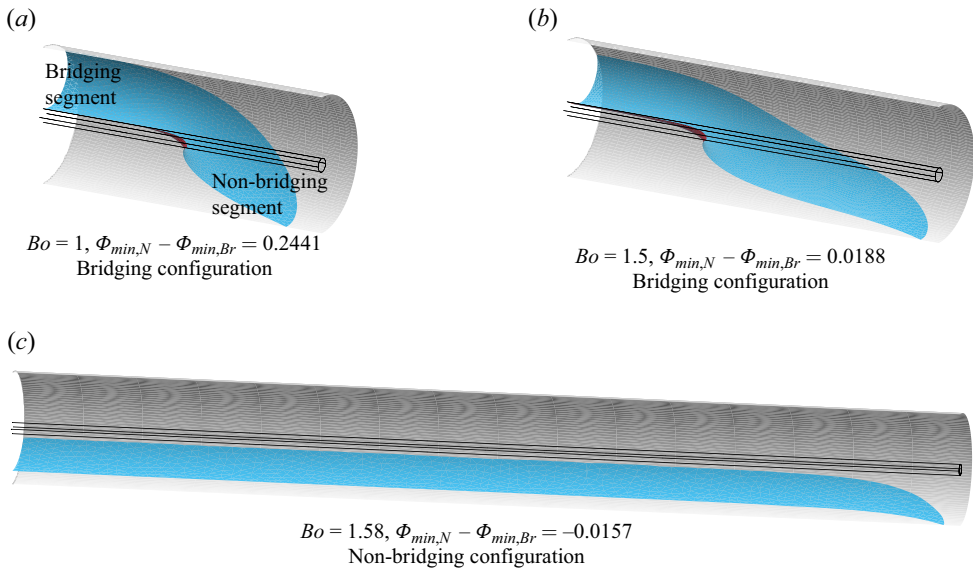 (a)
Bridging
segment
Non-bridging
segment
Bo = 1, Φmin,N − Φmin,Br = 0.2441
Bridging configuration
(b)
Bo = 1.5, Φmin,N − Φmin,Br = 0.0188
Bridging configuration
(c)
Bo = 1.58, Φmin,N − Φmin,Br = –0.0157
Non-bridging configuration